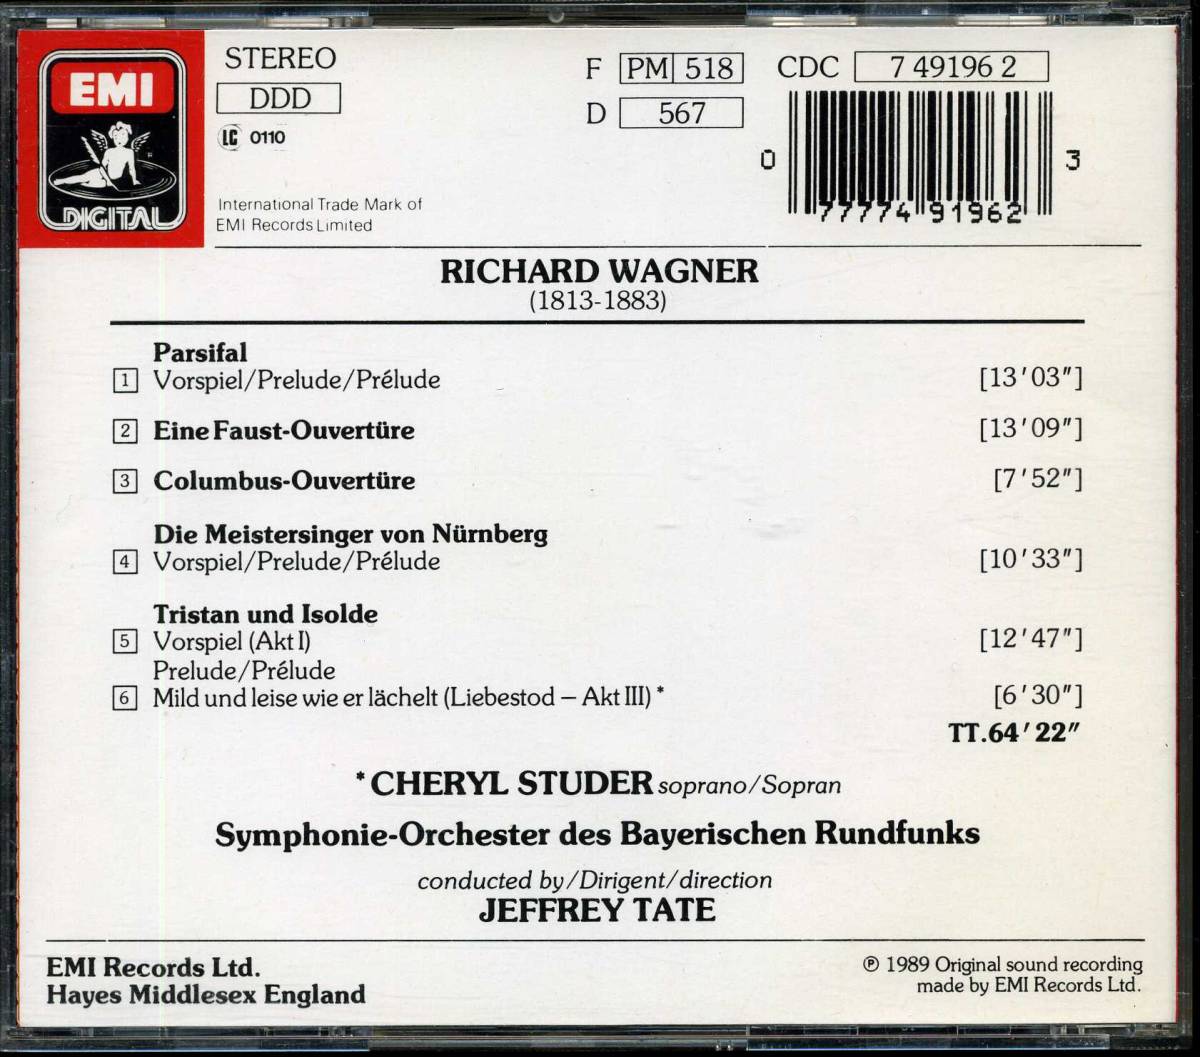 EMI
DIGITAL
STEREO
DDD
LC 0110
International Trade Mark of
EMI Records Limited
F PM 518
D 567
CDC 7 49196 2
0 77774 91962 3
RICHARD WAGNER
(1813-1883)
Parsifal
1 Vorspiel/Prelude/Prélude [13'03"]
2 Eine Faust-Ouvertüre [13'09"]
3 Columbus-Ouvertüre [7'52"]
Die Meistersinger von Nürnberg
4 Vorspiel/Prelude/Prélude [10'33"]
Tristan und Isolde
5 Vorspiel (Akt I) [12'47"]
Prelude/Prélude
6 Mild und leise wie er lächelt (Liebestod – Akt III) * [6'30"]
TT.64'22"
*CHERYL STUDER soprano/Sopran
Symphonie-Orchester des Bayerischen Rundfunks
conducted by/Dirigent/direction
JEFFREY TATE
EMI Records Ltd.
Hayes Middlesex England
℗ 1989 Original sound recording
made by EMI Records Ltd.